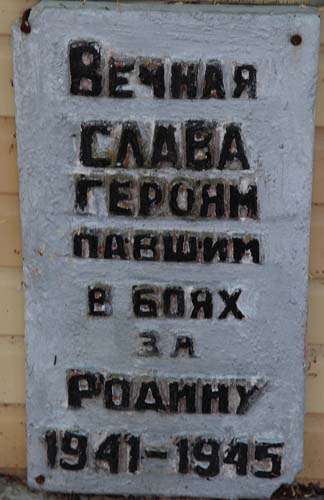 Вечная
СЛАВА
ГЕРОЯМ
ПАВШИМ
В БОЯХ
ЗА
РОДИНУ
1941-1945